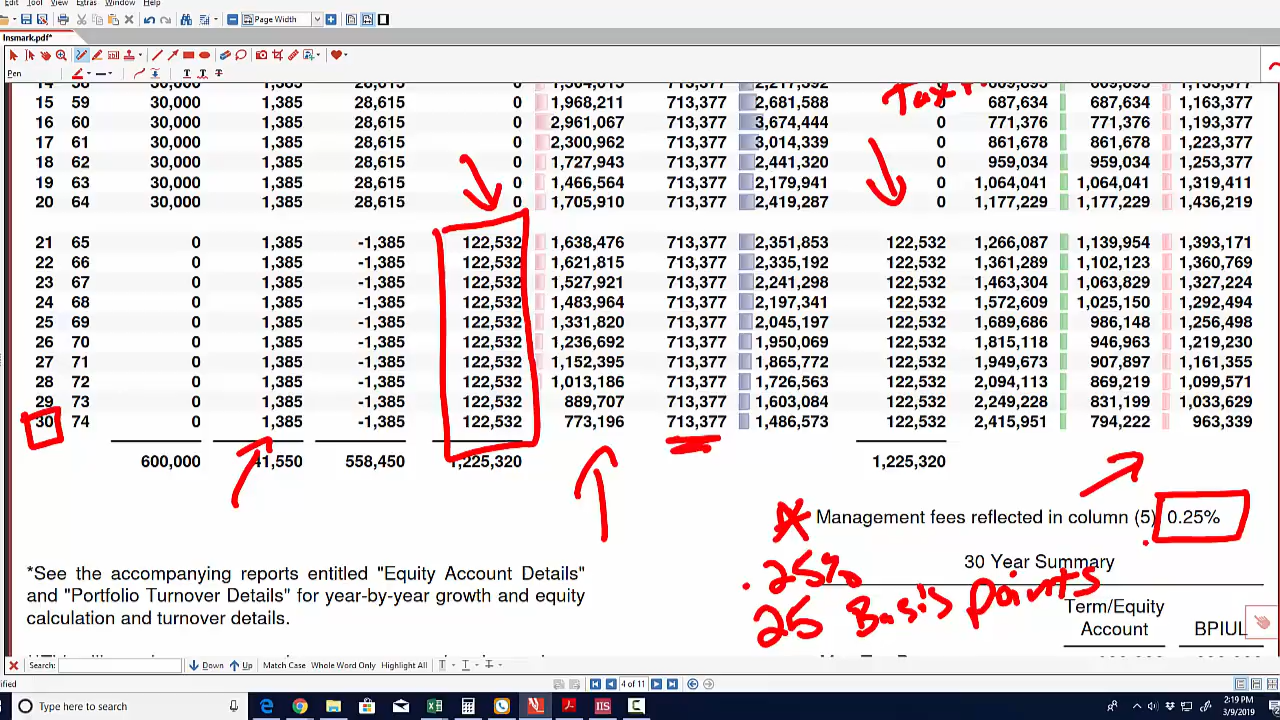 View Tool View Extras Window Help
Page Width
Insmark.pdf*
Pen
15 59 30,000 1,385 28,615 0 1,968,211 713,377 2,681,588 0 687,634 687,634 1,163,377
16 60 30,000 1,385 28,615 0 2,961,067 713,377 3,674,444 0 771,376 771,376 1,193,377
17 61 30,000 1,385 28,615 0 2,300,962 713,377 3,014,339 0 861,678 861,678 1,223,377
18 62 30,000 1,385 28,615 0 1,727,943 713,377 2,441,320 0 959,034 959,034 1,253,377
19 63 30,000 1,385 28,615 0 1,466,564 713,377 2,179,941 0 1,064,041 1,064,041 1,319,411
20 64 30,000 1,385 28,615 0 1,705,910 713,377 2,419,287 0 1,177,229 1,177,229 1,436,219
21 65 0 1,385 -1,385 122,532 1,638,476 713,377 2,351,853 122,532 1,266,087 1,139,954 1,393,171
22 66 0 1,385 -1,385 122,532 1,621,815 713,377 2,335,192 122,532 1,361,289 1,102,123 1,360,769
23 67 0 1,385 -1,385 122,532 1,527,921 713,377 2,241,298 122,532 1,463,304 1,063,829 1,327,224
24 68 0 1,385 -1,385 122,532 1,483,964 713,377 2,197,341 122,532 1,572,609 1,025,150 1,292,494
25 69 0 1,385 -1,385 122,532 1,331,820 713,377 2,045,197 122,532 1,689,686 986,148 1,256,498
26 70 0 1,385 -1,385 122,532 1,236,692 713,377 1,950,069 122,532 1,815,118 946,963 1,219,230
27 71 0 1,385 -1,385 122,532 1,152,395 713,377 1,865,772 122,532 1,949,673 907,897 1,161,355
28 72 0 1,385 -1,385 122,532 1,013,186 713,377 1,726,563 122,532 2,094,113 869,219 1,099,571
29 73 0 1,385 -1,385 122,532 889,707 713,377 1,603,084 122,532 2,249,228 831,199 1,033,629
30 74 0 1,385 -1,385 122,532 773,196 713,377 1,486,573 122,532 2,415,951 794,222 963,339
600,000 41,550 558,450 1,225,320 1,225,320
Management fees reflected in column (5) 0.25%
30 Year Summary
.25%
25 Basis Points
*See the accompanying reports entitled "Equity Account Details"
and "Portfolio Turnover Details" for year-by-year growth and equity
calculation and turnover details.
Term/Equity
Account BPIUL
Search: Down Up Match Case Whole Word Only Highlight All
4 of 11
Type here to search
2:19 PM
3/9/2019